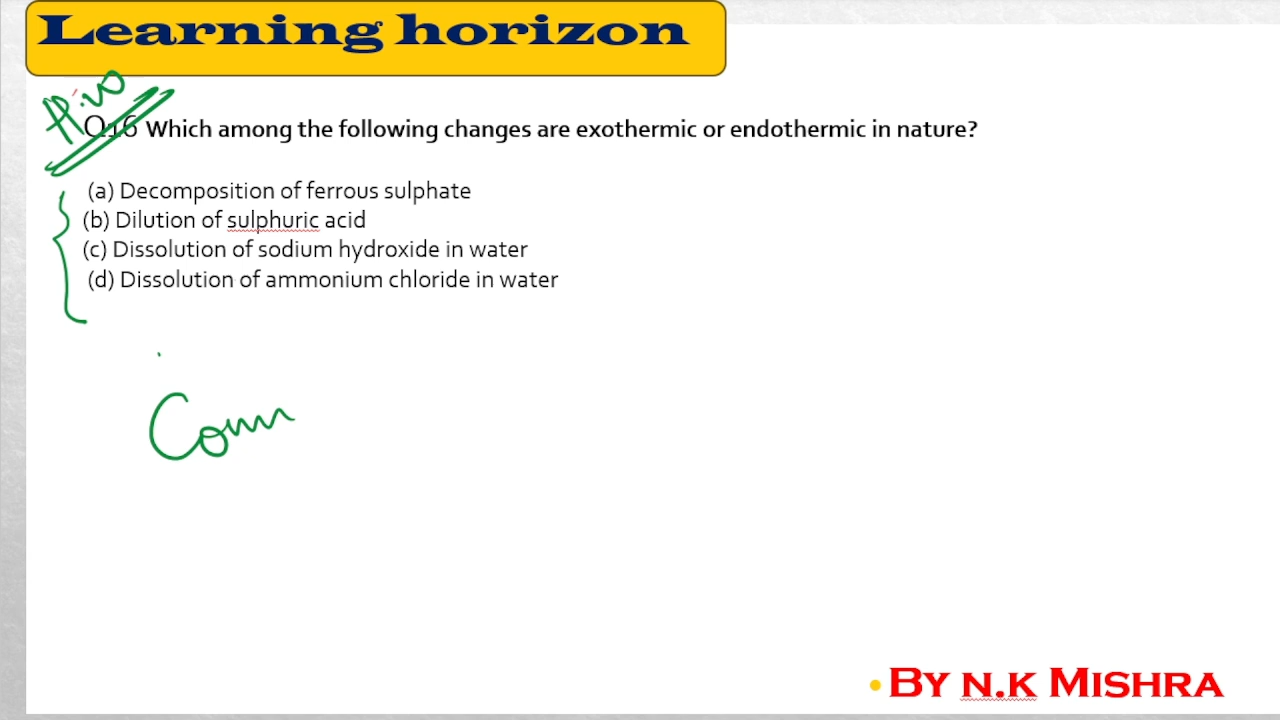 Learning horizon
Q16 Which among the following changes are exothermic or endothermic in nature?
(a) Decomposition of ferrous sulphate
(b) Dilution of sulphuric acid
(c) Dissolution of sodium hydroxide in water
(d) Dissolution of ammonium chloride in water
• By n.k Mishra